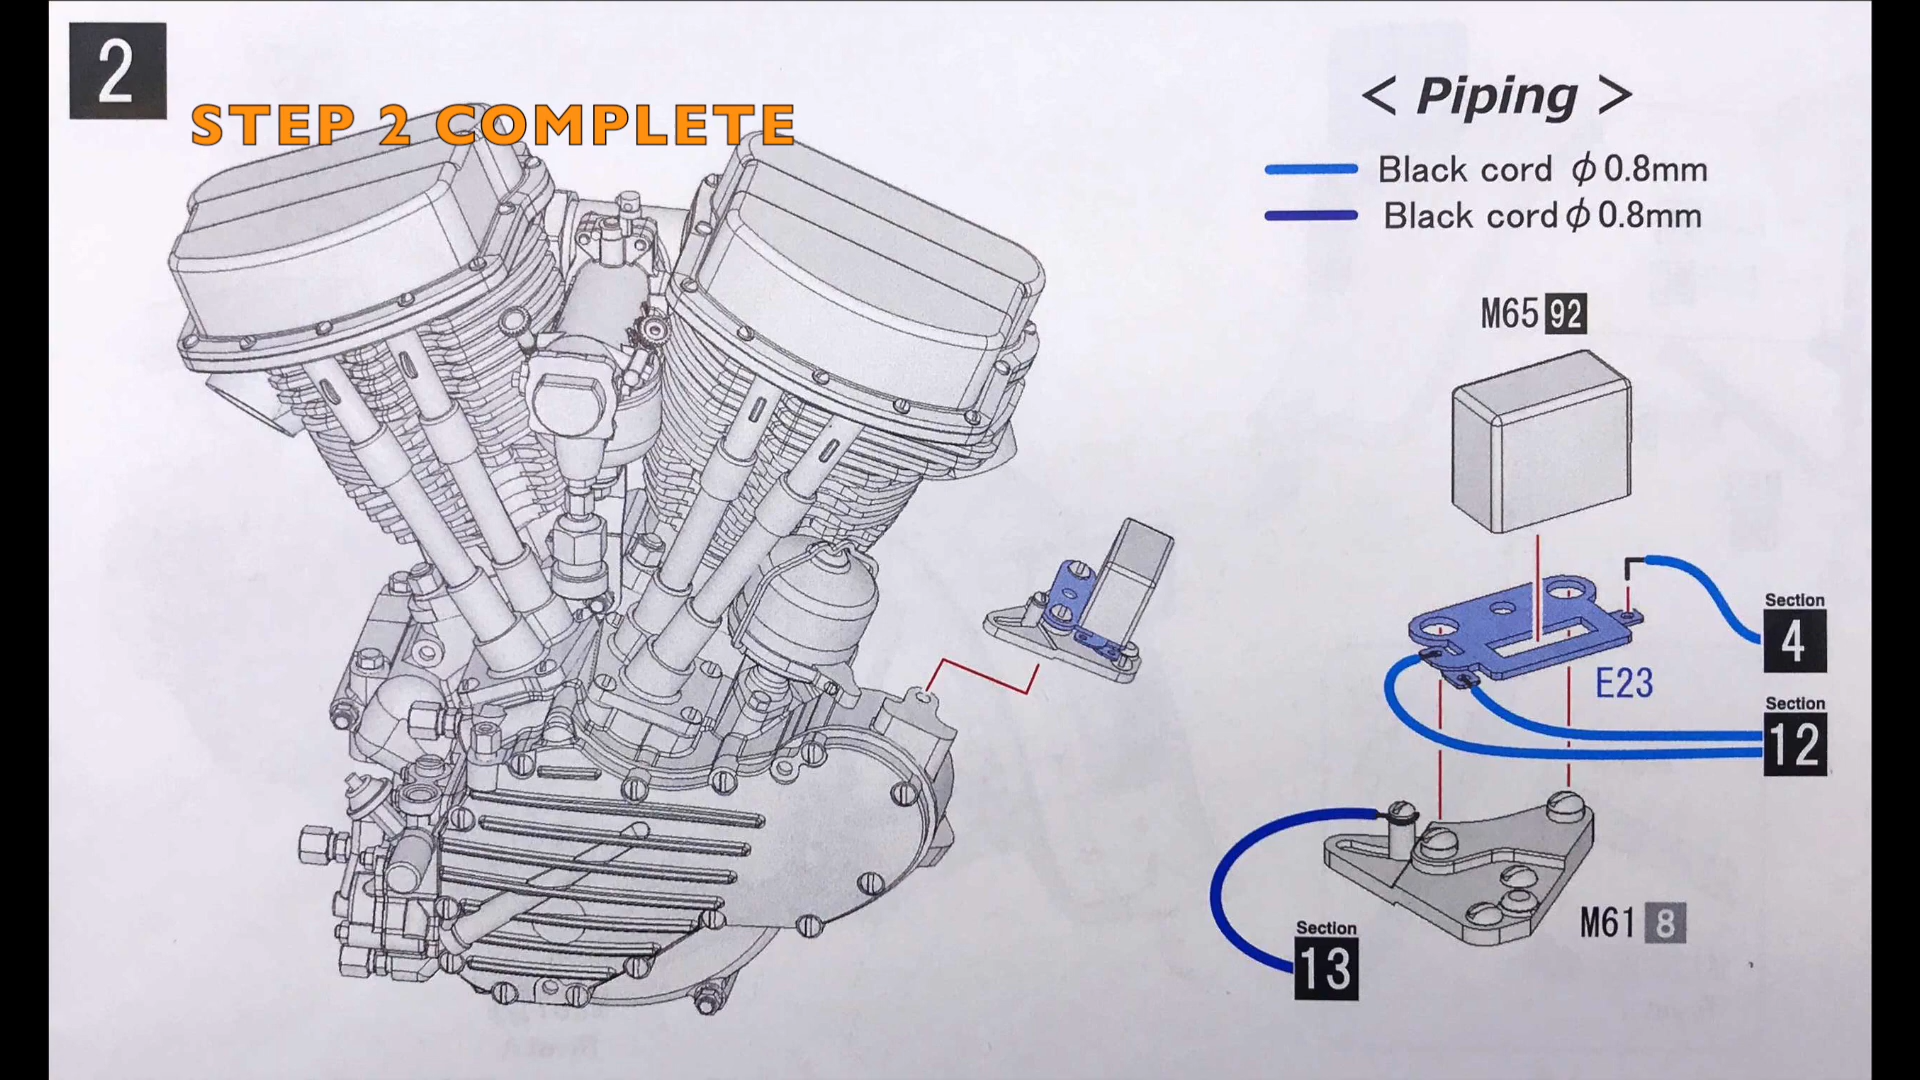 2
STEP 2 COMPLETE
< Piping >
Black cord ϕ0.8mm
Black cord ϕ0.8mm
M65 92
Section
4
E23
Section
12
M61 8
Section
13